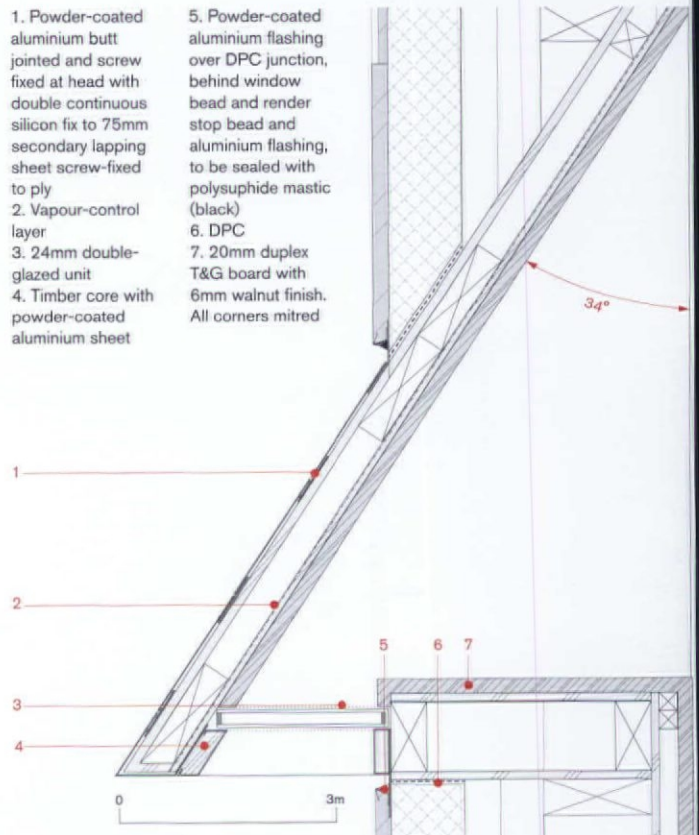 1. Powder-coated
aluminium butt
jointed and screw
fixed at head with
double continuous
silicon fix to 75mm
secondary lapping
sheet screw-fixed
to ply
2. Vapour-control
layer
3. 24mm double-
glazed unit
4. Timber core with
powder-coated
aluminium sheet
5. Powder-coated
aluminium flashing
over DPC junction,
behind window
bead and render
stop bead and
aluminium flashing,
to be sealed with
polysuphide mastic
(black)
6. DPC
7. 20mm duplex
T&G board with
6mm walnut finish.
All corners mitred
34°
1
2
5 6 7
3
4
0 3m